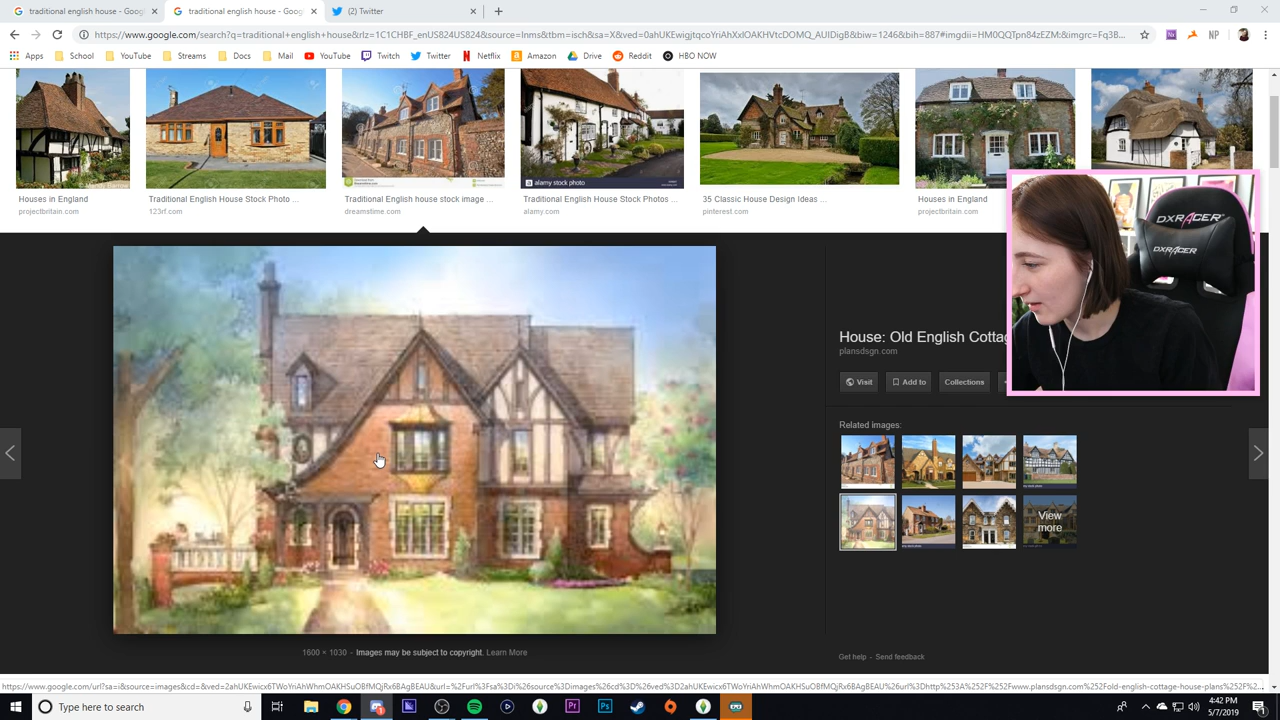 traditional english house - Goog
traditional english house - Goog
(2) Twitter
https://www.google.com/search?q=traditional+english+house&rlz=1C1CHBF_enUS824US824&source=lnms&tbm=isch&sa=X&ved=0ahUKEwigjtqcoYriAhXxIOAKHVtcDOMQ_AUIDigB&biw=1246&bih=887#imgdii=HM0QQTpn84zEZM:&imgrc=Fq3B...
Apps School YouTube Streams Docs Mail YouTube Twitter Netflix Amazon Drive Reddit HBO NOW
NP
dreamstime.com
alamy stock photo
Houses in England
projectbritain.com
Traditional English House Stock Photo ...
123rf.com
Traditional English house stock image ...
dreamstime.com
Traditional English House Stock Photos ...
alamy.com
35 Classic House Design Ideas ...
pinterest.com
Houses in England
projectbritain.com
DXRACER
DXRACER
House: Old English Cottag
plansdsgn.com
Visit
Add to
Collections
Related images:
View
more
1600 × 1030 - Images may be subject to copyright. Learn More
Get help - Send feedback
Type here to search
4:42 PM
5/7/2019